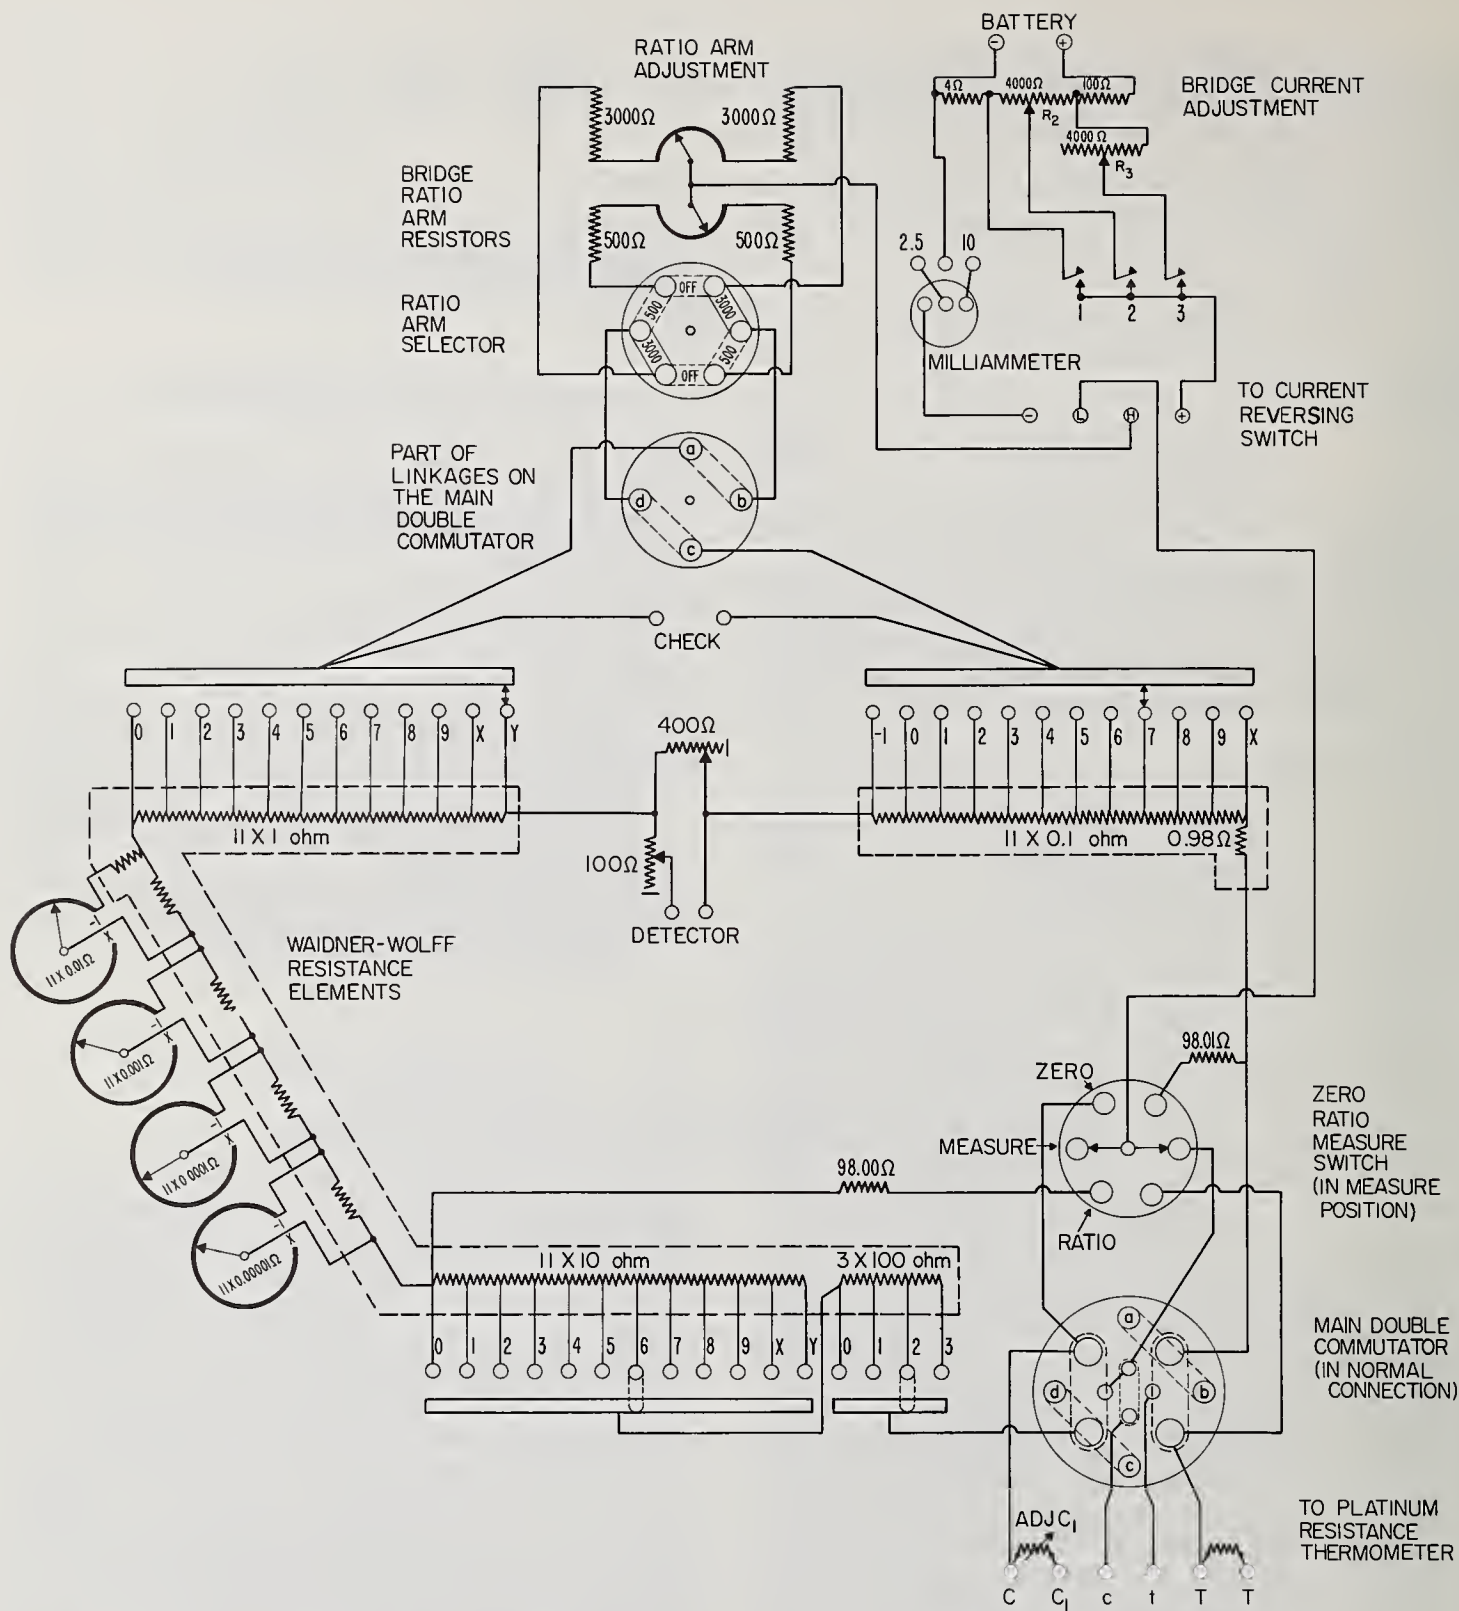 BATTERY
- +
RATIO ARM
ADJUSTMENT
BRIDGE CURRENT
ADJUSTMENT
4Ω 4000Ω 100Ω
R2
4000 Ω
R3
3000Ω 3000Ω
BRIDGE
RATIO
ARM
RESISTORS
500Ω 500Ω
2.5 10
RATIO
ARM
SELECTOR
OFF
500 3000
3000 500
OFF
1 2 3
MILLIAMMETER
- L H +
TO CURRENT
REVERSING
SWITCH
PART OF
LINKAGES ON
THE MAIN
DOUBLE
COMMUTATOR
a
d b
c
CHECK
0 1 2 3 4 5 6 7 8 9 X Y
-1 0 1 2 3 4 5 6 7 8 9 X
400Ω
11 X 1 ohm
100Ω
11 X 0.1 ohm 0.98Ω
DETECTOR
WAIDNER-WOLFF
RESISTANCE
ELEMENTS
- X
11 X 0.01Ω
- X
11 X 0.001Ω
- X
11 X 0.0001Ω
- X
11 X 0.00001Ω
98.01Ω
ZERO
MEASURE
RATIO
98.00Ω
ZERO
RATIO
MEASURE
SWITCH
(IN MEASURE
POSITION)
11 X 10 ohm 3 X 100 ohm
0 1 2 3 4 5 6 7 8 9 X Y 0 1 2 3
a
d b
c
MAIN DOUBLE
COMMUTATOR
(IN NORMAL
CONNECTION)
ADJ C1
C C1 c t T T
TO PLATINUM
RESISTANCE
THERMOMETER